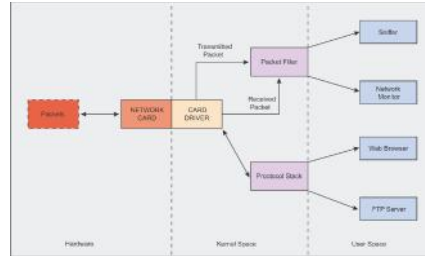 Sniffer
Transmitted
Packet
Packet Filter
Network
Monitor
Received
Packet
Packets
NETWORK
CARD
CARD
DRIVER
Web Browser
Protocol Stack
FTP Server
Hardware
Kernel Space
User Space